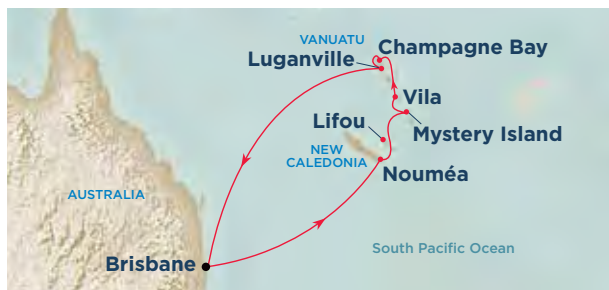 VANUATU
Champagne Bay
Luganville
Vila
Lifou
Mystery Island
NEW
CALEDONIA
Nouméa
AUSTRALIA
South Pacific Ocean
Brisbane